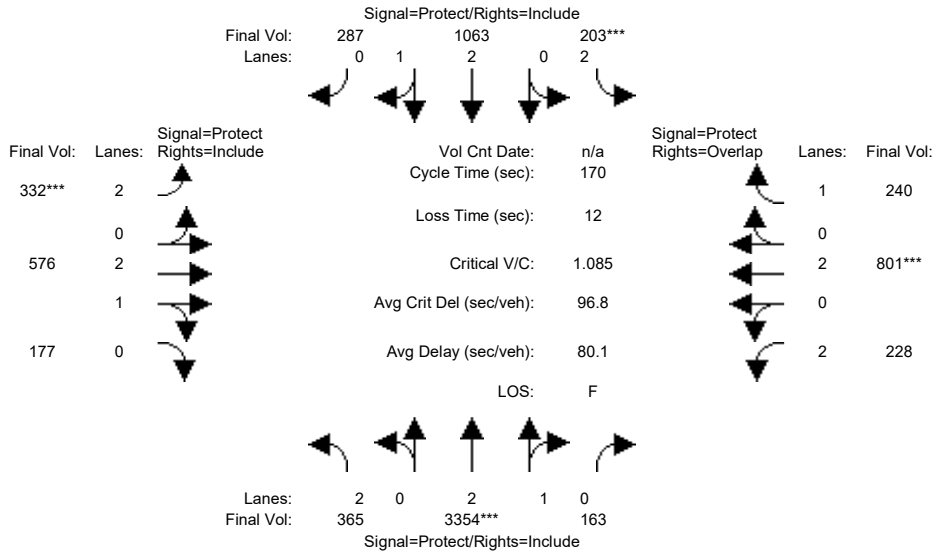 Signal=Protect/Rights=Include
Final Vol: 287 1063 203***
Lanes: 0 1 2 0 2
Signal=Protect Signal=Protect
Final Vol: Lanes: Rights=Include Vol Cnt Date: n/a Rights=Overlap Lanes: Final Vol:
Cycle Time (sec): 170
332*** 2 1 240
Loss Time (sec): 12
0 0
576 2 Critical V/C: 1.085 2 801***
1 Avg Crit Del (sec/veh): 96.8 0
177 0 Avg Delay (sec/veh): 80.1 2 228
LOS: F
Lanes: 2 0 2 1 0
Final Vol: 365 3354*** 163
Signal=Protect/Rights=Include